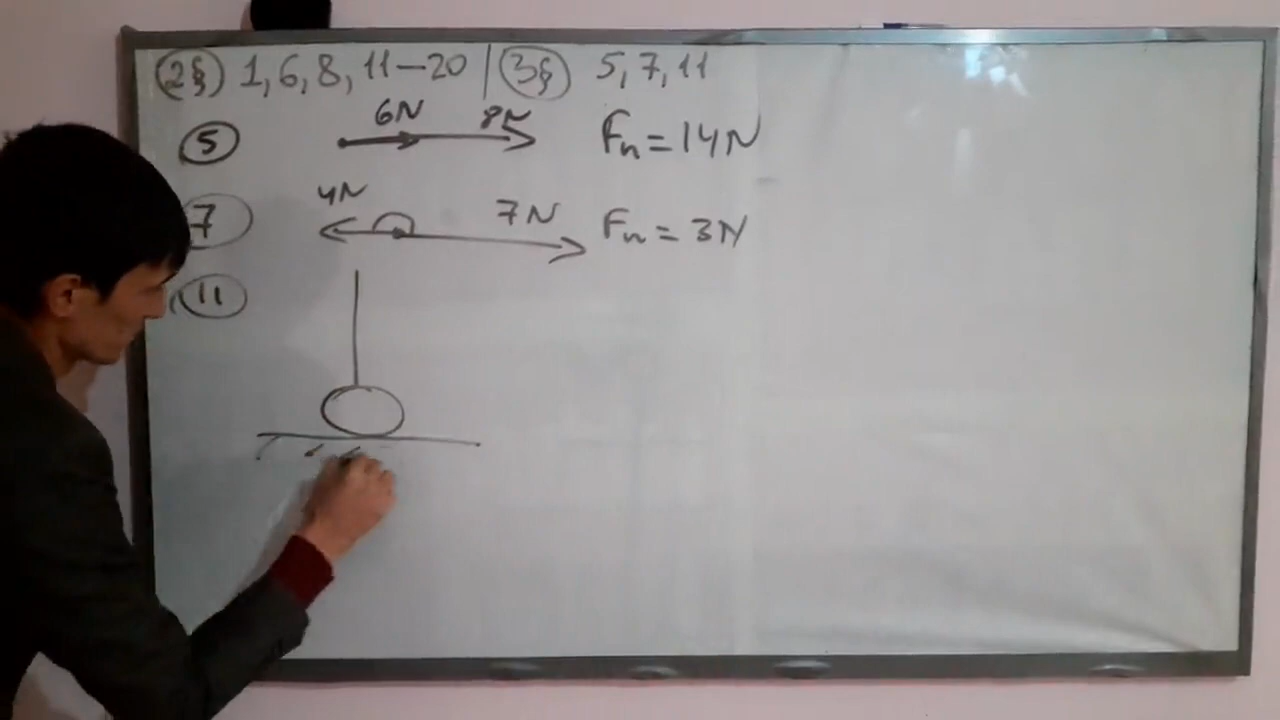 2§) 1, 6, 8, 11–20 | 3§) 5, 7, 11
5 6N 8N Fₙ = 14N
7 4N 7N Fₙ = 3N
11